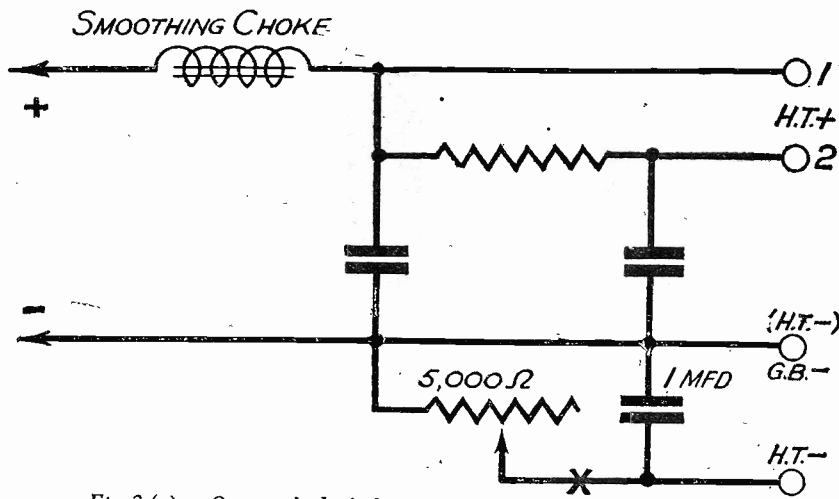 SMOOTHING CHOKE
+
1
H.T.+
2
-
(H.T.-)
G.B.-
5,000Ω
1 MFD
X
H.T.-